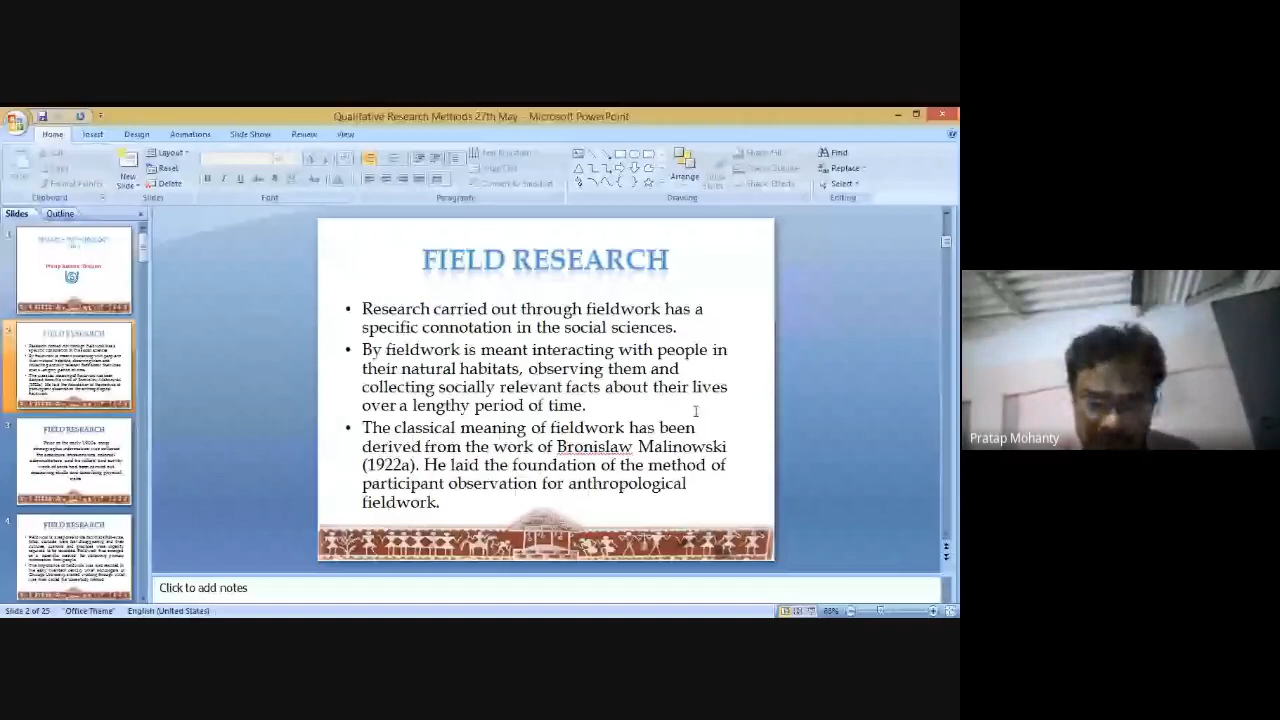 Qualitative Research Methods 27th May - Microsoft PowerPoint
Home Insert Design Animations Slide Show Review View
Layout
Reset
Delete
New
Slide
Arrange
Find
Replace
Select
Clipboard Slides Font Paragraph Drawing Editing
Slides Outline
FIELD RESEARCH
• Research carried out through fieldwork has a
specific connotation in the social sciences.
• By fieldwork is meant interacting with people in
their natural habitats, observing them and
collecting socially relevant facts about their lives
over a lengthy period of time.
• The classical meaning of fieldwork has been
derived from the work of Bronislaw Malinowski
(1922a). He laid the foundation of the method of
participant observation for anthropological
fieldwork.
3
4
FIELD RESEARCH
Click to add notes
Slide 2 of 25 "Office Theme" English (United States)
Pratap Mohanty